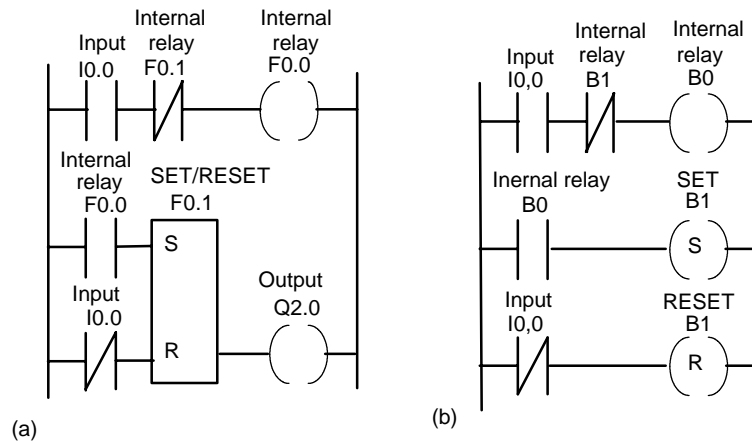 Internal
relay
F0.1
Internal
relay
F0.0
Input
I0.0
Internal
relay
F0.0
SET/RESET
F0.1
S
Input
I0.0
R
Output
Q2.0
(a)
Input
I0,0
Internal
relay
B1
Internal
relay
B0
Inernal relay
B0
SET
B1
S
Input
I0,0
RESET
B1
R
(b)